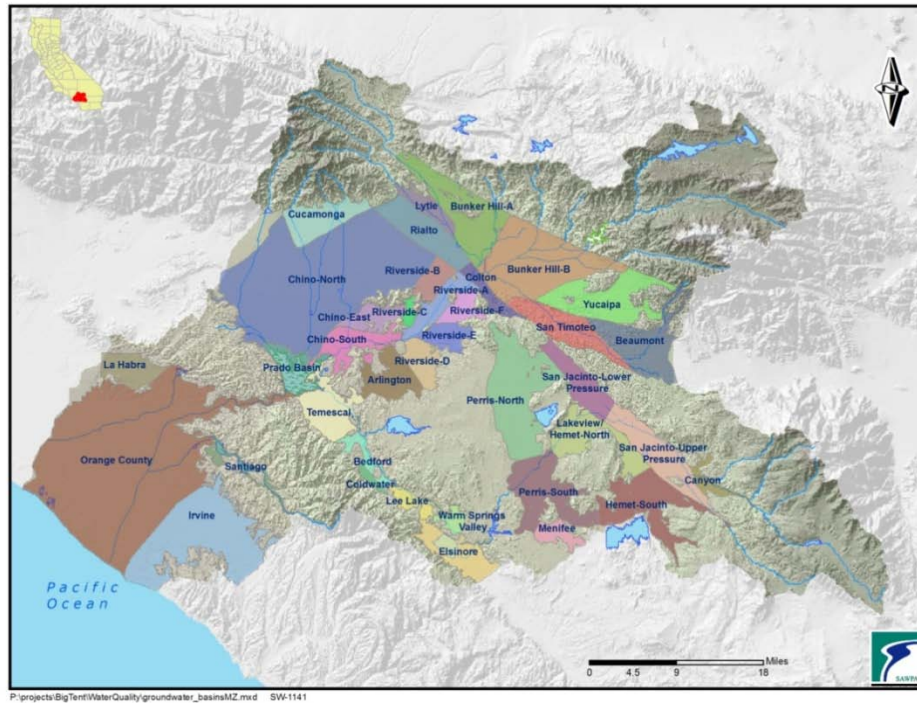 Cucamonga
Lytle
Bunker Hill-A
Rialto
Chino-North
Riverside-B
Colton
Bunker Hill-B
Riverside-A
Yucaipa
Chino-East
Riverside-C
Riverside-F
San Timoteo
Chino-South
Riverside-E
Beaumont
La Habra
Prado Basin
Riverside-D
Arlington
San Jacinto-Lower
Pressure
Perris-North
Temescal
Lakeview/
Hemet-North
Orange County
San Jacinto-Upper
Pressure
Santiago
Bedford
Canyon
Coldwater
Perris-South
Hemet-South
Lee Lake
Irvine
Warm Springs
Valley
Menifee
Elsinore
Pacific
Ocean
Miles
0 4.5 9 18
SAWPA
N
P:\projects\BigTent\WaterQuality\groundwater_basinsMZ.mxd SW-1141